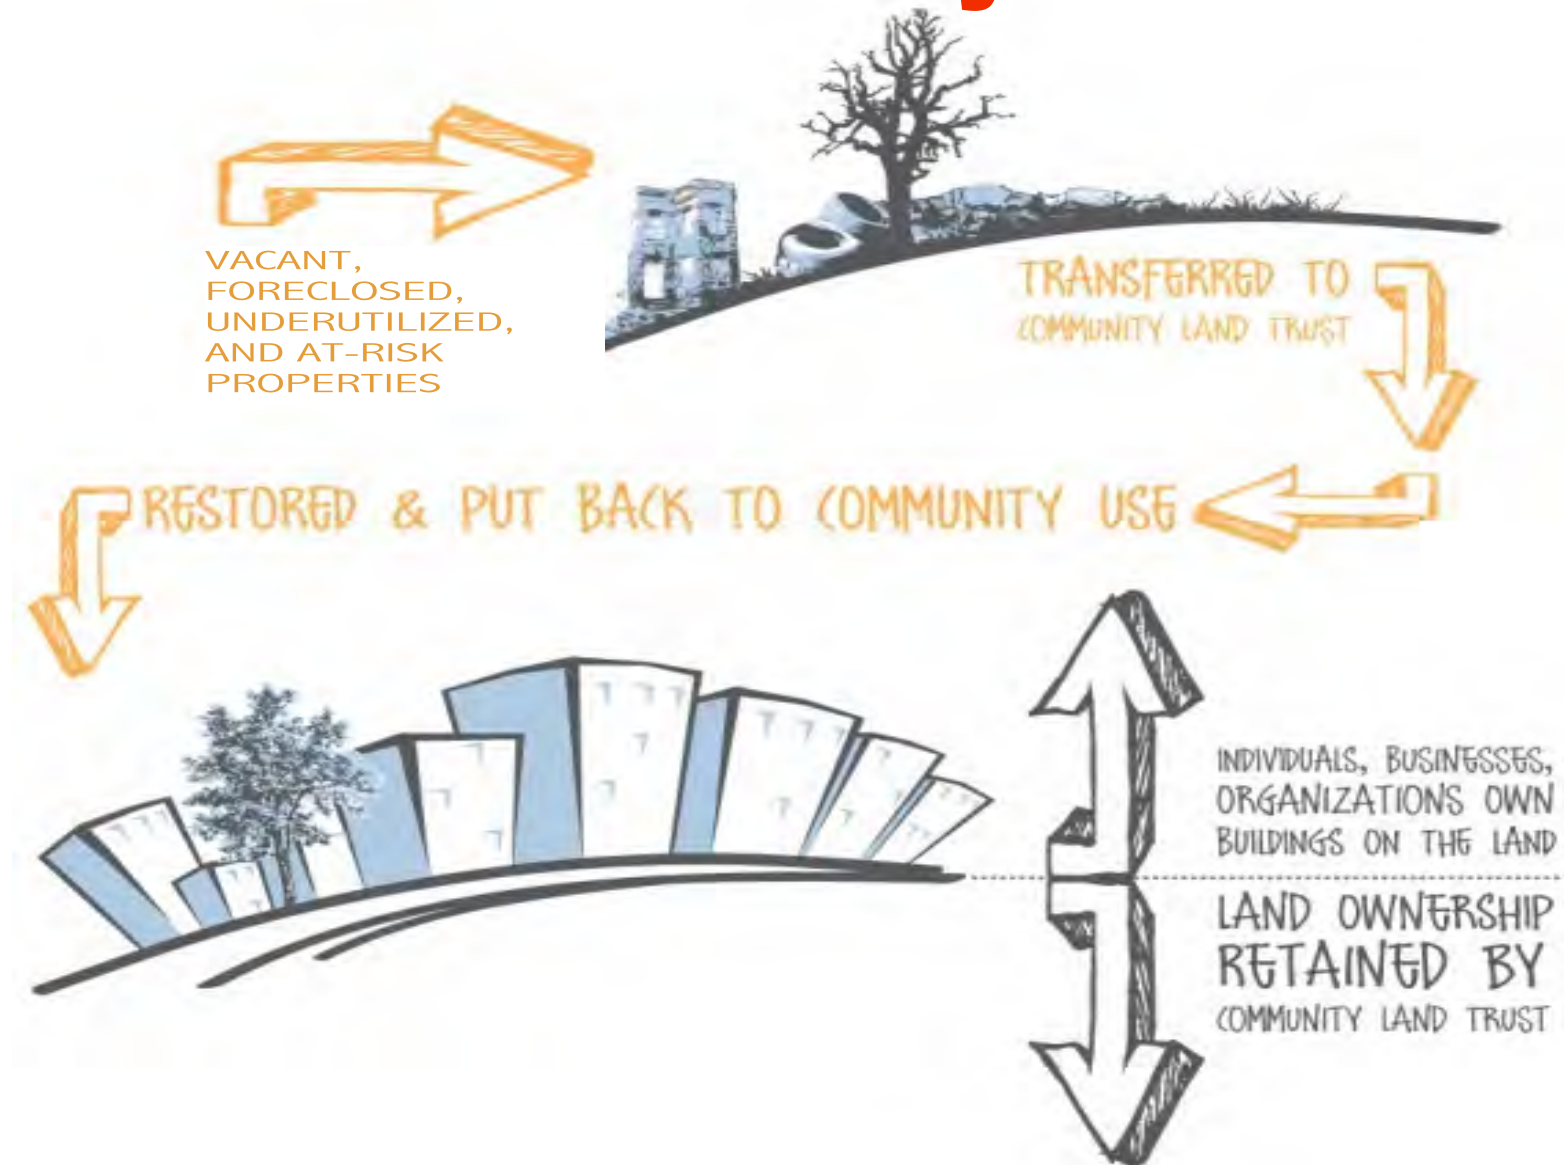 VACANT,
FORECLOSED,
UNDERUTILIZED,
AND AT-RISK
PROPERTIES
TRANSFERRED TO
COMMUNITY LAND TRUST
RESTORED & PUT BACK TO COMMUNITY USE
INDIVIDUALS, BUSINESSES,
ORGANIZATIONS OWN
BUILDINGS ON THE LAND
LAND OWNERSHIP
RETAINED BY
COMMUNITY LAND TRUST